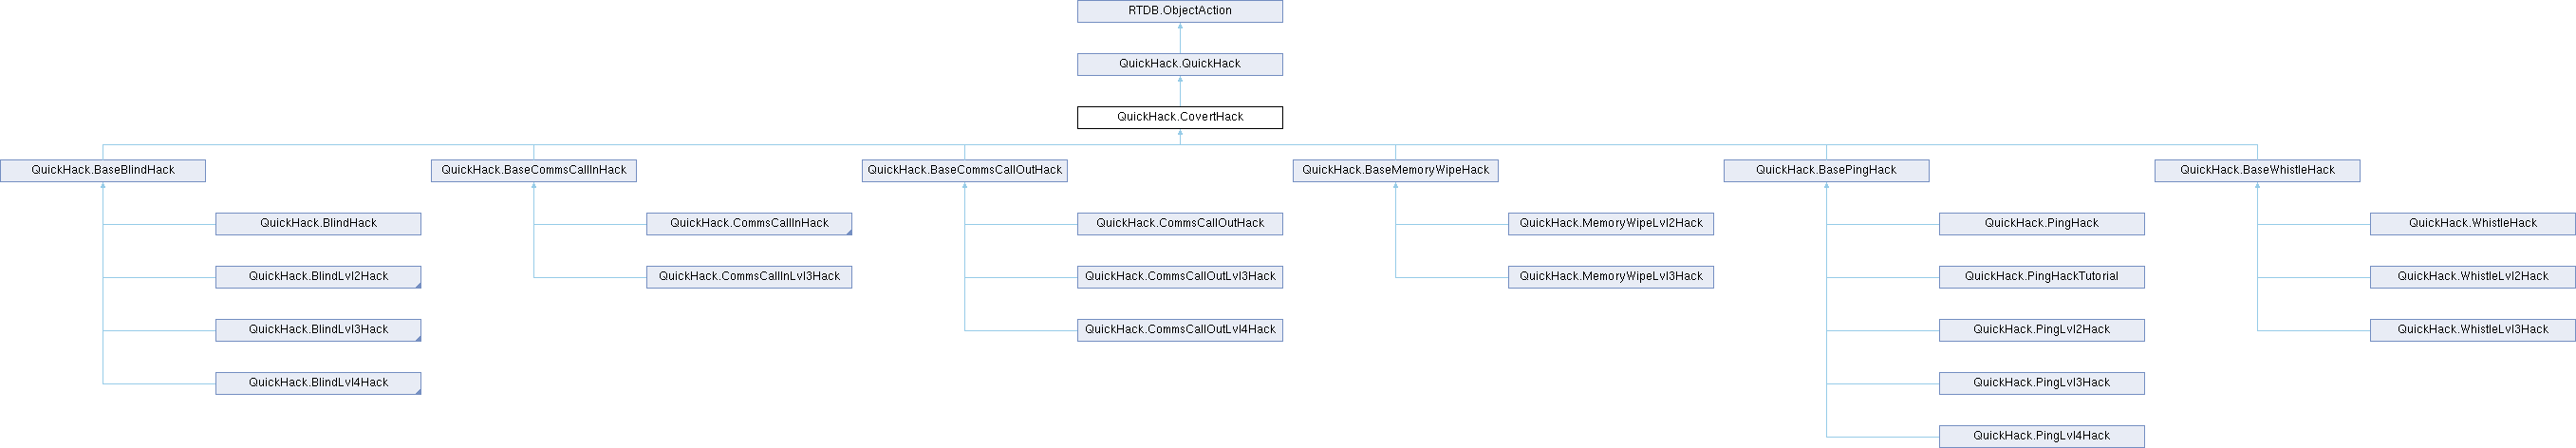 RTDB.ObjectAction
QuickHack.QuickHack
QuickHack.CovertHack
QuickHack.BaseBlindHack QuickHack.BaseCommsCallInHack QuickHack.BaseCommsCallOutHack QuickHack.BaseMemoryWipeHack QuickHack.BasePingHack QuickHack.BaseWhistleHack
QuickHack.BlindHack QuickHack.CommsCallInHack QuickHack.CommsCallOutHack QuickHack.MemoryWipeLvl2Hack QuickHack.PingHack QuickHack.WhistleHack
QuickHack.BlindLvl2Hack QuickHack.CommsCallInLvl3Hack QuickHack.CommsCallOutLvl3Hack QuickHack.MemoryWipeLvl3Hack QuickHack.PingHackTutorial QuickHack.WhistleLvl2Hack
QuickHack.BlindLvl3Hack QuickHack.CommsCallOutLvl4Hack QuickHack.PingLvl2Hack QuickHack.WhistleLvl3Hack
QuickHack.BlindLvl4Hack QuickHack.PingLvl3Hack
QuickHack.PingLvl4Hack